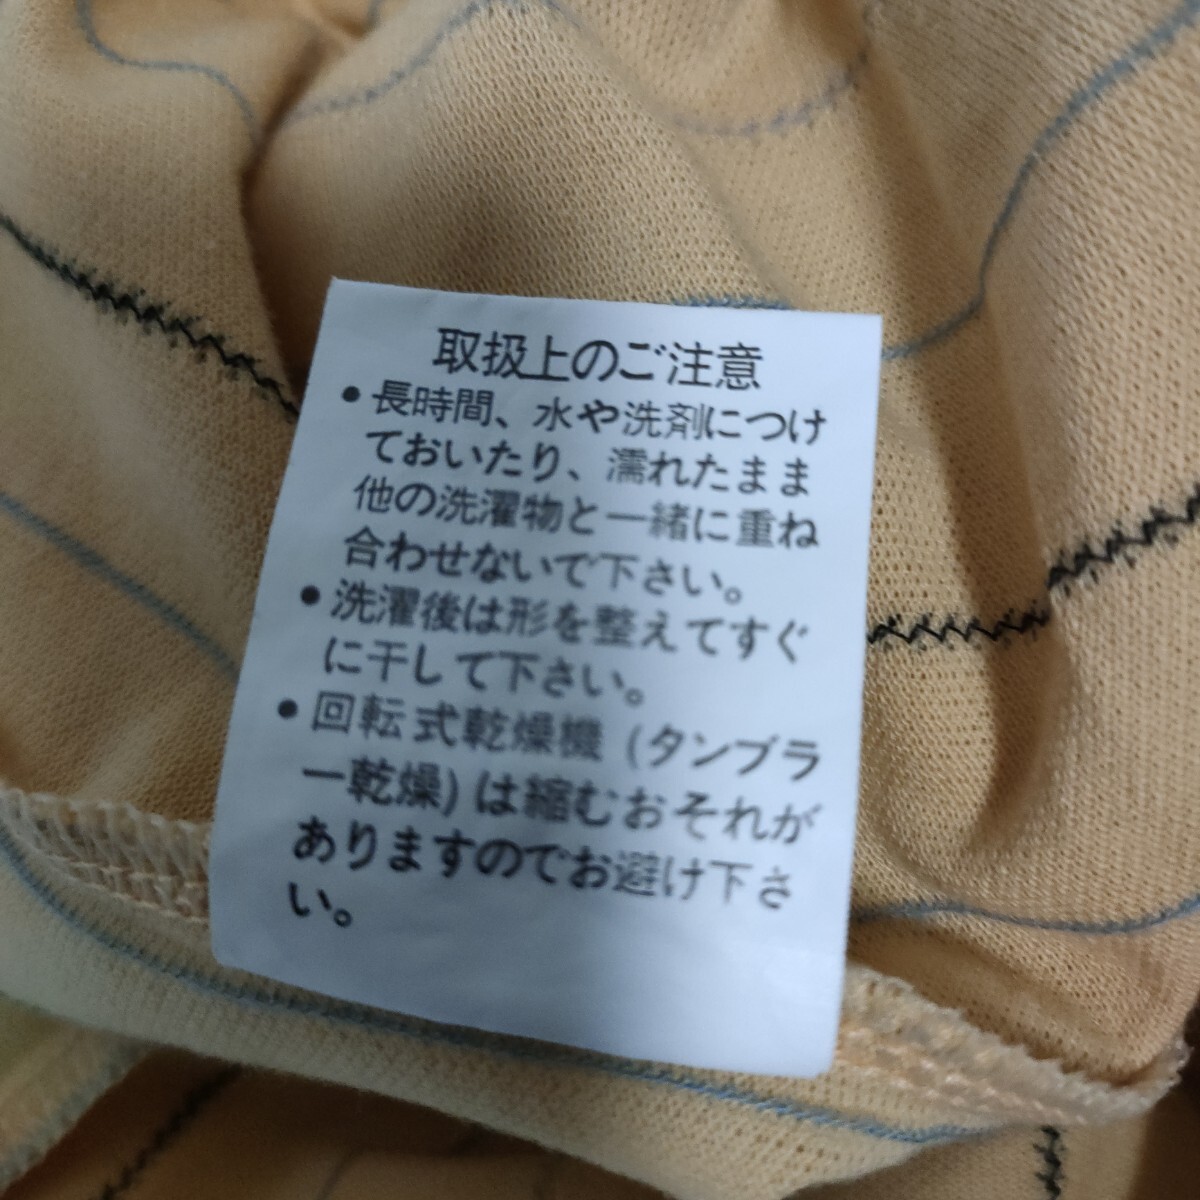 取扱上のご注意
●長時間、水や洗剤につけ
ておいたり、濡れたまま
他の洗濯物と一緒に重ね
合わせないで下さい。
●洗濯後は形を整えてすぐ
に干して下さい。
●回転式乾燥機(タンブラ
ー乾燥)は縮むおそれが
ありますのでお避け下さ
い。